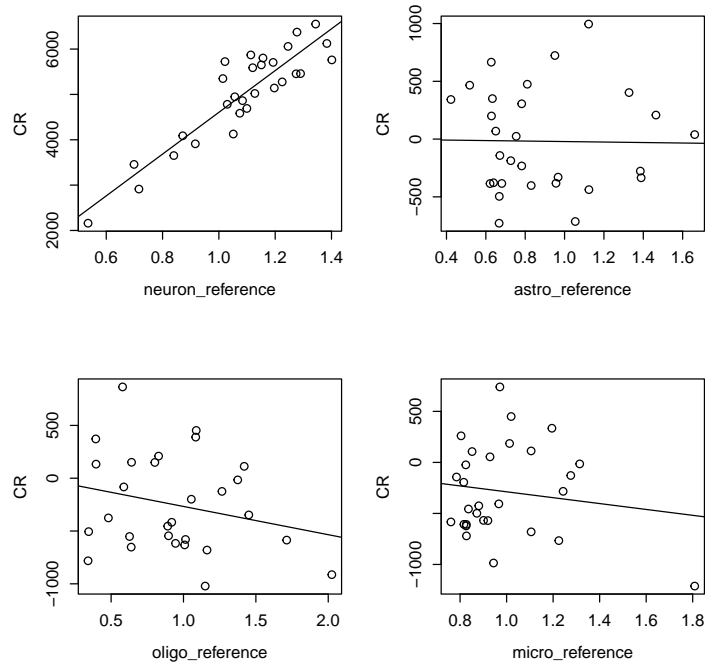 CR
6000
4000
2000
0.6 0.8 1.0 1.2 1.4
neuron_reference
CR
1000
500
0
−500
0.4 0.6 0.8 1.0 1.2 1.4 1.6
astro_reference
CR
500
0
−1000
0.5 1.0 1.5 2.0
oligo_reference
CR
500
0
−1000
0.8 1.0 1.2 1.4 1.6 1.8
micro_reference